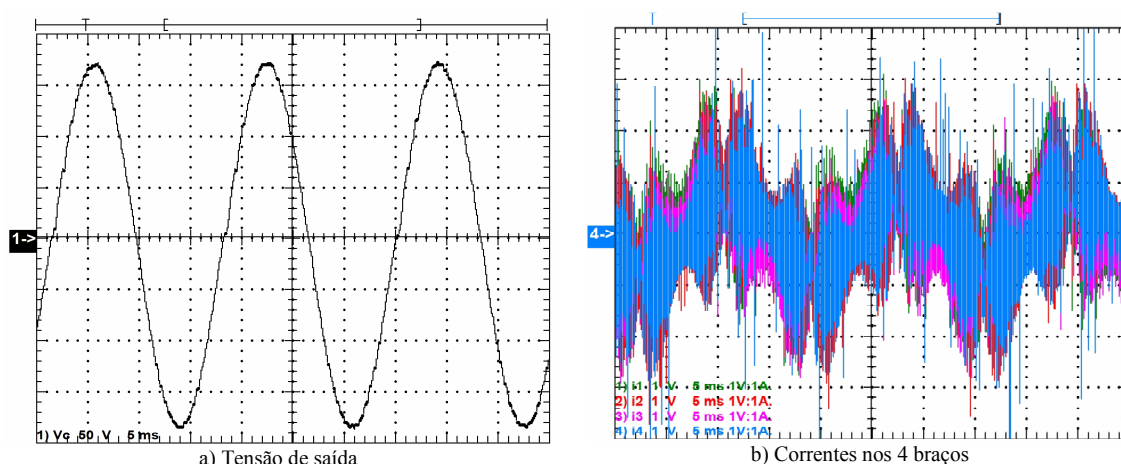 1->
1) Vc 50 V 5 ms
a) Tensão de saída
4->
1) i1 1 V 5 ms 1V:1A
2) i2 1 V 5 ms 1V:1A
3) i3 1 V 5 ms 1V:1A
4) i4 1 V 5 ms 1V:1A
b) Correntes nos 4 braços